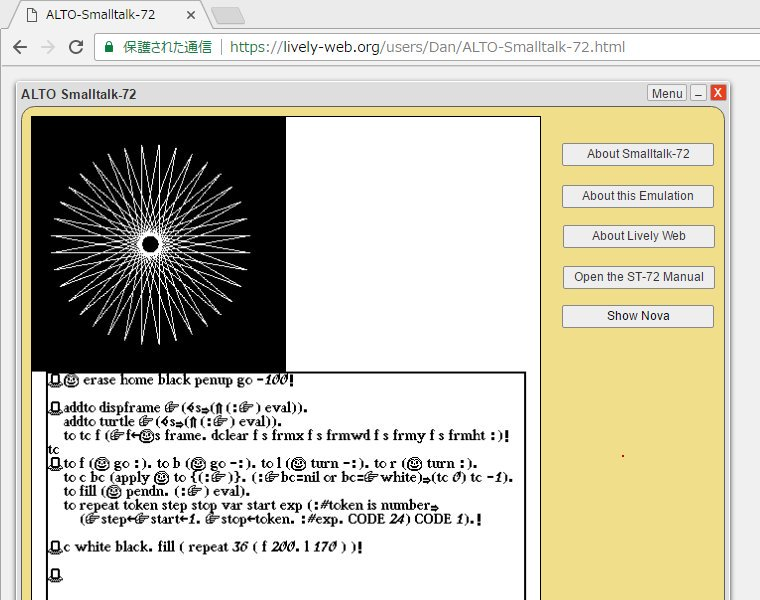 ALTO-Smalltalk-72
保護された通信 https://lively-web.org/users/Dan/ALTO-Smalltalk-72.html
ALTO Smalltalk-72
Menu
X
About Smalltalk-72
About this Emulation
About Lively Web
Open the ST-72 Manual
Show Nova
☺ erase home black penup go -100!
addto dispframe ☞(∢s⇒(⇑(:☞) eval)).
addto turtle ☞(∢s⇒(⇑(:☞) eval)).
to tc f (☞f←☺s frame. dclear f s frmx f s frmwd f s frmy f s frmht :)!
tc
to f (☺ go :). to b (☺ go -:). to l (☺ turn -:). to r (☺ turn :).
to c bc (apply ☺ to {(:☞)}. (:☞bc=nil or bc=☞white)⇒(tc 0) tc -1).
to fill (☺ pendn. (:☞) eval).
to repeat token step stop var start exp (:#token is number⇒
(☞step←☞start←1. ☞stop←token. :#exp. CODE 24) CODE 1).!
c white black. fill ( repeat 36 ( f 200. l 170 ) )!